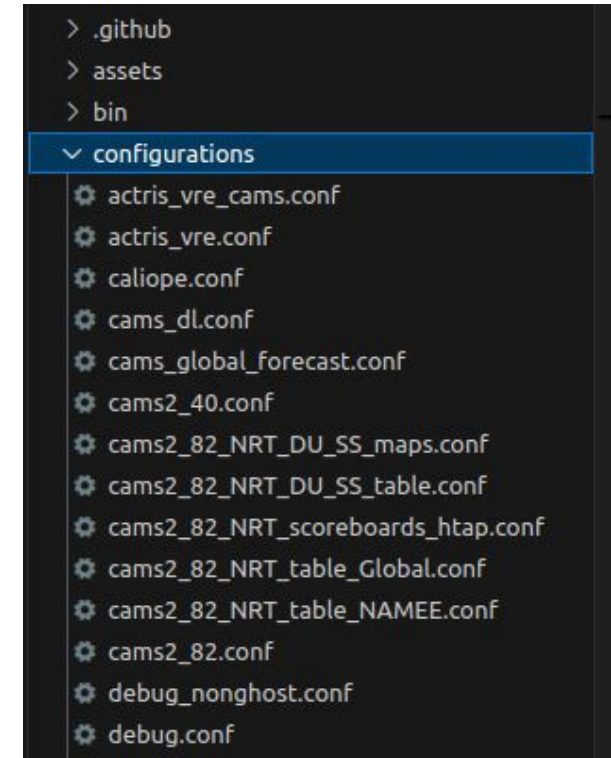 .github
assets
bin
configurations
actris_vre_cams.conf
actris_vre.conf
caliope.conf
cams_dl.conf
cams_global_forecast.conf
cams2_40.conf
cams2_82_NRT_DU_SS_maps.conf
cams2_82_NRT_DU_SS_table.conf
cams2_82_NRT_scoreboards_htap.conf
cams2_82_NRT_table_Global.conf
cams2_82_NRT_table_NAMEE.conf
cams2_82.conf
debug_nonghost.conf
debug.conf